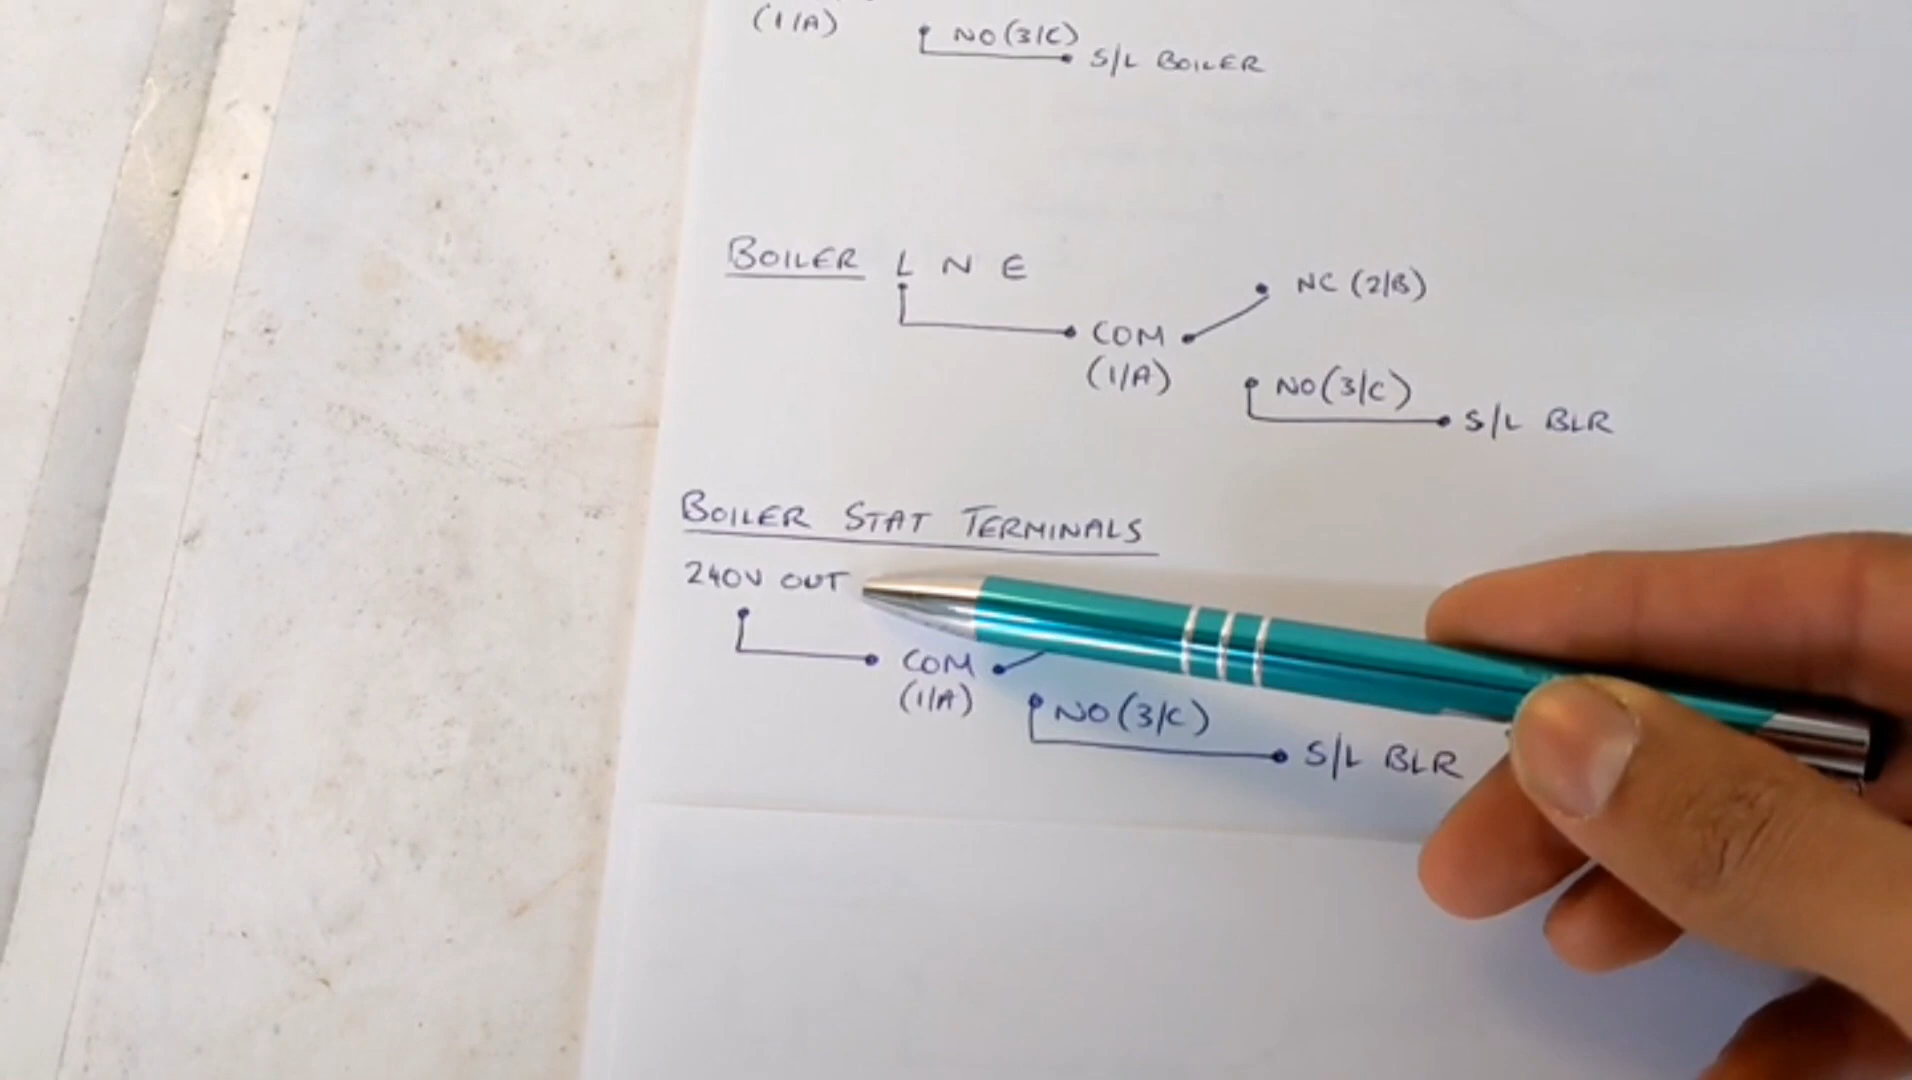 (1/A)
NO (3/C)
S/L BOILER
BOILER L N E
NC (2/B)
COM
(1/A)
NO (3/C)
S/L BLR
BOILER STAT TERMINALS
240V OUT
COM
(1/A)
NO (3/C)
S/L BLR